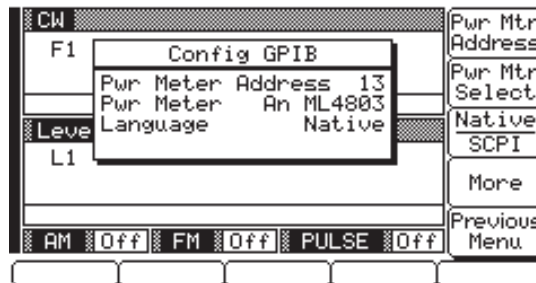 CW
F1
Config GPIB
Pwr Meter Address 13
Pwr Meter An ML4803
Language Native
Leve
L1
AM Off FM Off PULSE Off
Pwr Mtr
Address
Pwr Mtr
Select
Native
SCPI
More
Previous
Menu